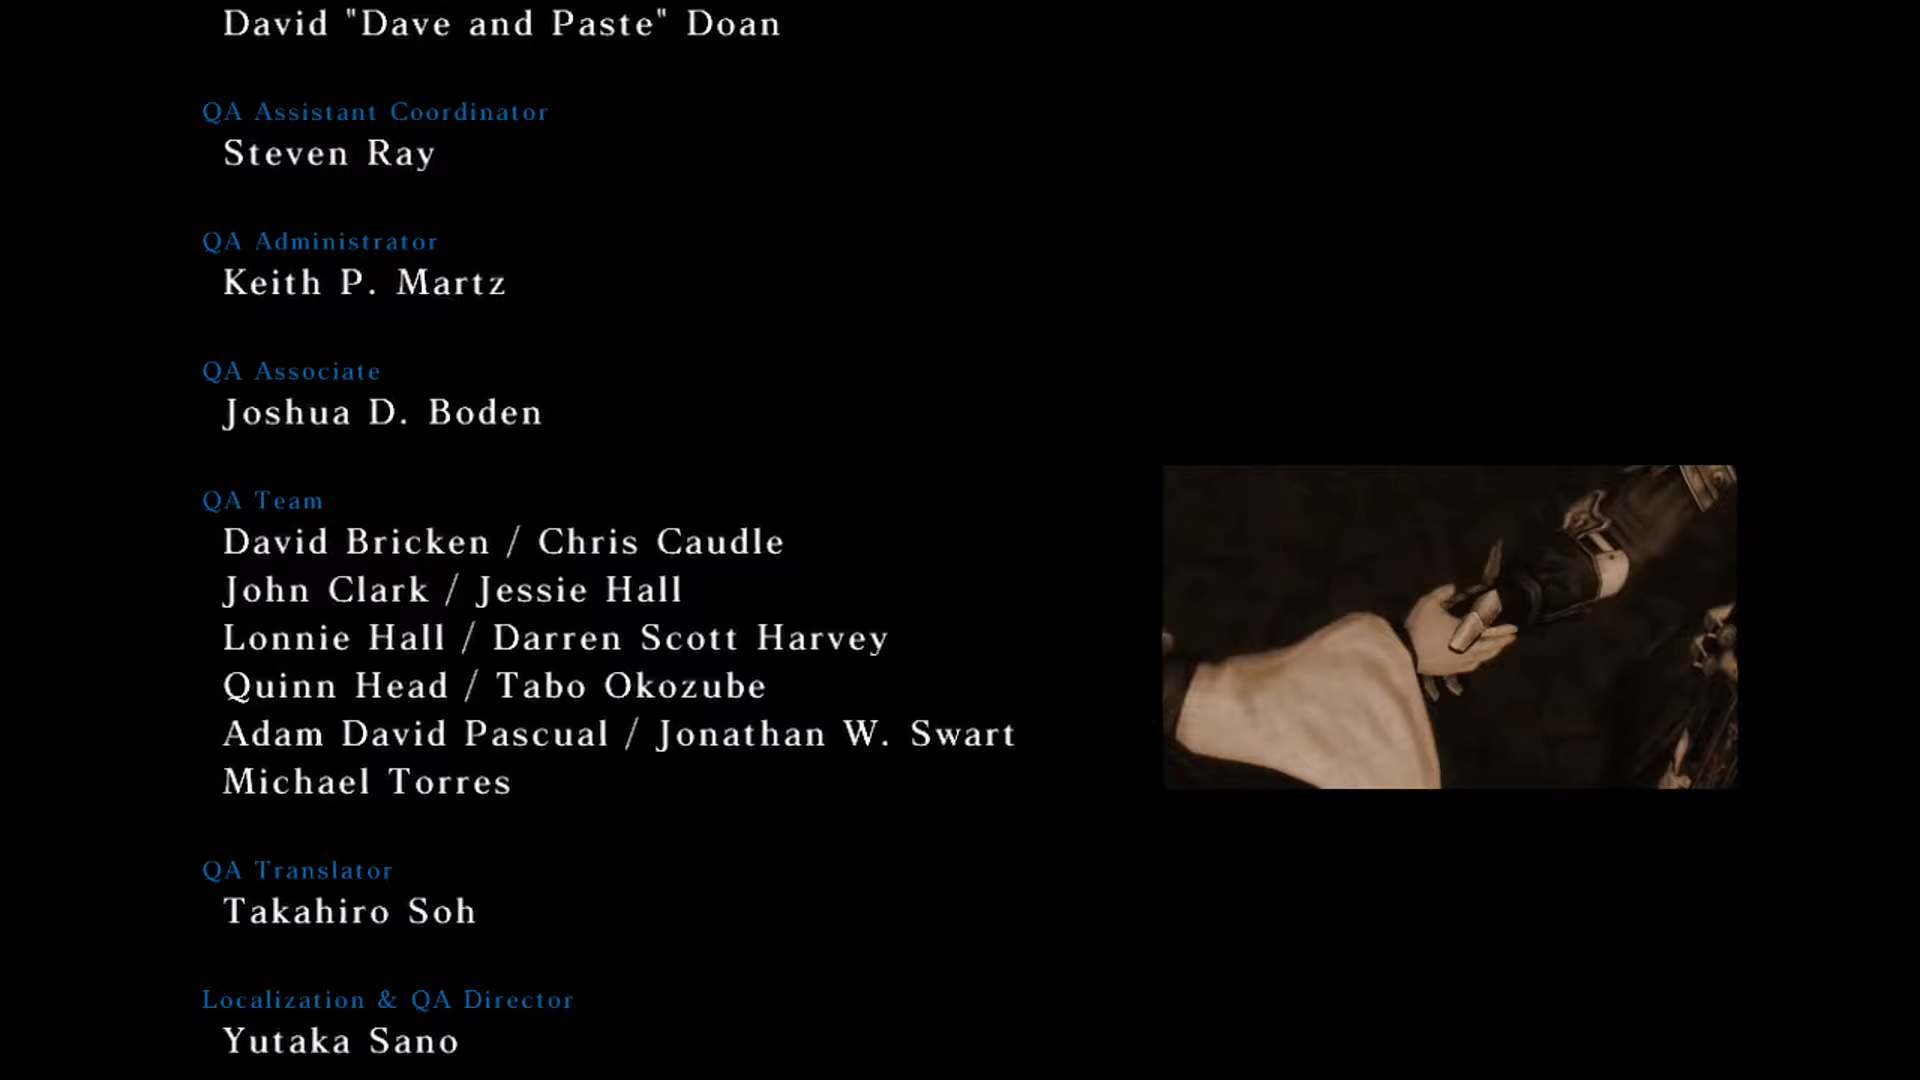 David "Dave and Paste" Doan
QA Assistant Coordinator
Steven Ray
QA Administrator
Keith P. Martz
QA Associate
Joshua D. Boden
QA Team
David Bricken / Chris Caudle
John Clark / Jessie Hall
Lonnie Hall / Darren Scott Harvey
Quinn Head / Tabo Okozube
Adam David Pascual / Jonathan W. Swart
Michael Torres
QA Translator
Takahiro Soh
Localization & QA Director
Yutaka Sano